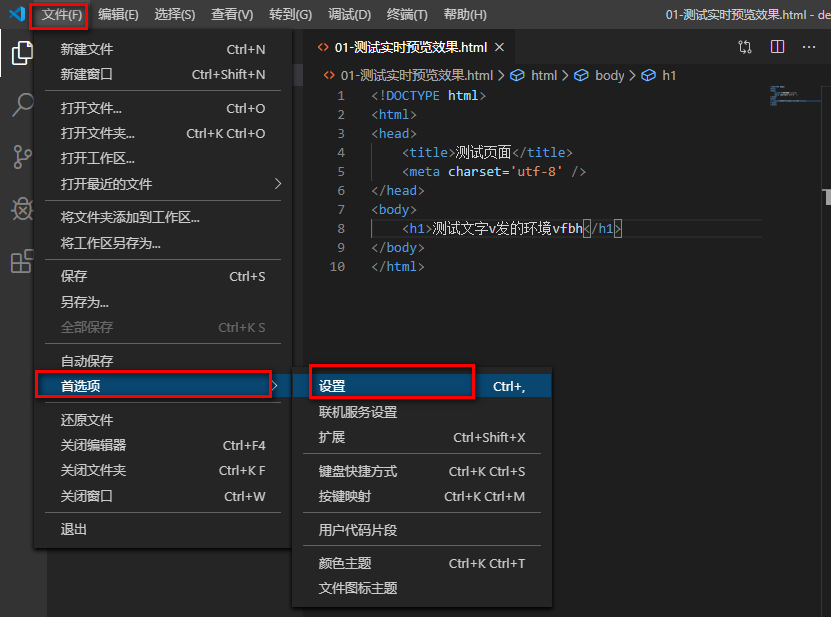 文件(F) 编辑(E) 选择(S) 查看(V) 转到(G) 调试(D) 终端(T) 帮助(H) 01-测试实时预览效果.html - de
新建文件 Ctrl+N
新建窗口 Ctrl+Shift+N
打开文件... Ctrl+O
打开文件夹... Ctrl+K Ctrl+O
打开工作区...
打开最近的文件
将文件夹添加到工作区...
将工作区另存为...
保存 Ctrl+S
另存为...
全部保存 Ctrl+K S
自动保存
首选项
还原文件
关闭编辑器 Ctrl+F4
关闭文件夹 Ctrl+K F
关闭窗口 Ctrl+W
退出
设置 Ctrl+,
联机服务设置
扩展 Ctrl+Shift+X
键盘快捷方式 Ctrl+K Ctrl+S
按键映射 Ctrl+K Ctrl+M
用户代码片段
颜色主题 Ctrl+K Ctrl+T
文件图标主题
01-测试实时预览效果.html
01-测试实时预览效果.html > html > body > h1
1 <!DOCTYPE html>
2 <html>
3 <head>
4 <title>测试页面</title>
5 <meta charset='utf-8' />
6 </head>
7 <body>
8 <h1>测试文字v发的环境vfbh</h1>
9 </body>
10 </html>